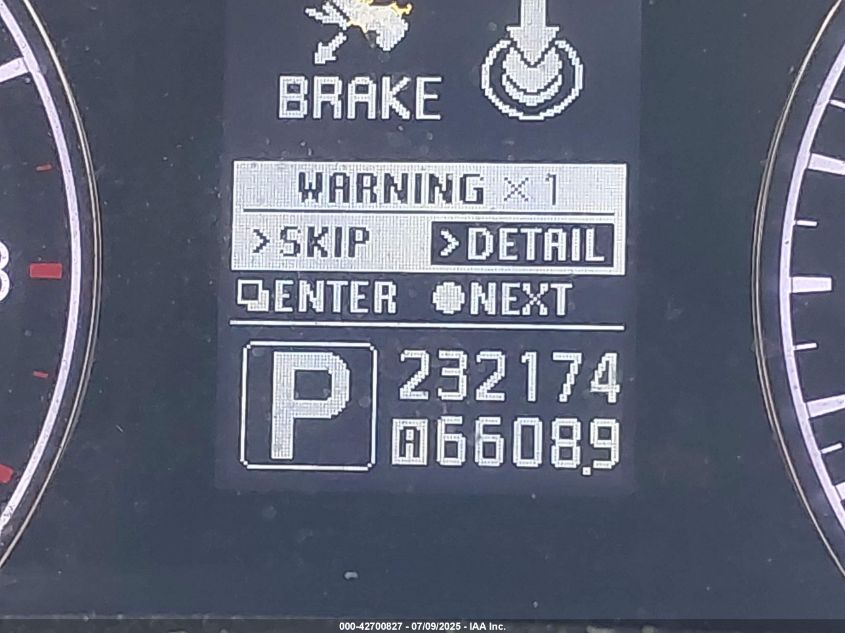 BRAKE
WARNING × 1
>SKIP >DETAIL
ENTER NEXT
P 232174
A 6608.9
000-42700827 - 07/09/2025 - IAA Inc.